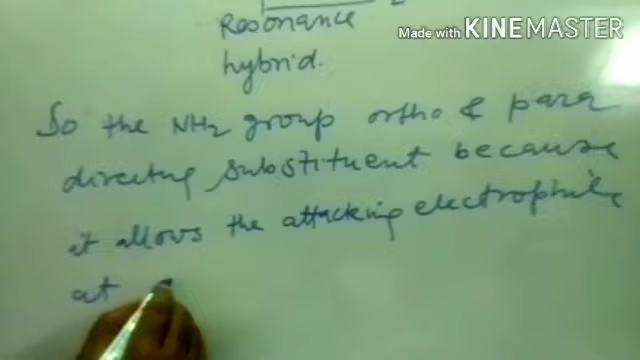 Resonance
Made with KINEMASTER
hybrid.
So the NH2 group ortho & para
directing substituent because
it allows the attacking electrophile
at